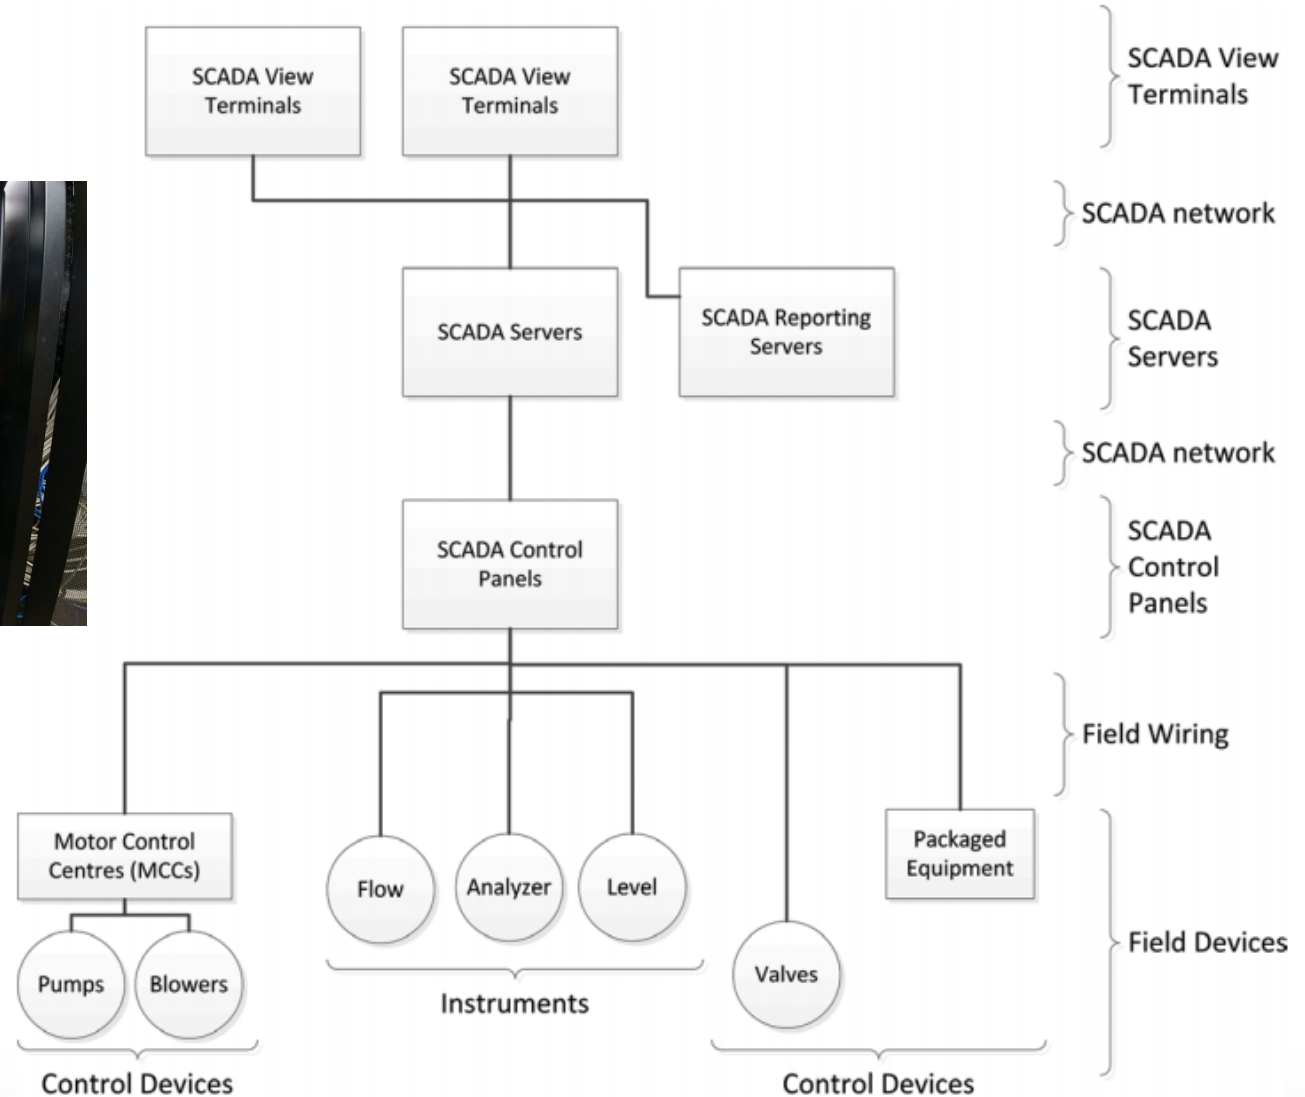 SCADA View
Terminals
SCADA View
Terminals
SCADA View
Terminals
SCADA network
SCADA Servers
SCADA Reporting
Servers
SCADA
Servers
SCADA network
SCADA Control
Panels
SCADA
Control
Panels
Field Wiring
Motor Control
Centres (MCCs)
Flow
Analyzer
Level
Packaged
Equipment
Pumps
Blowers
Valves
Field Devices
Instruments
Control Devices
Control Devices